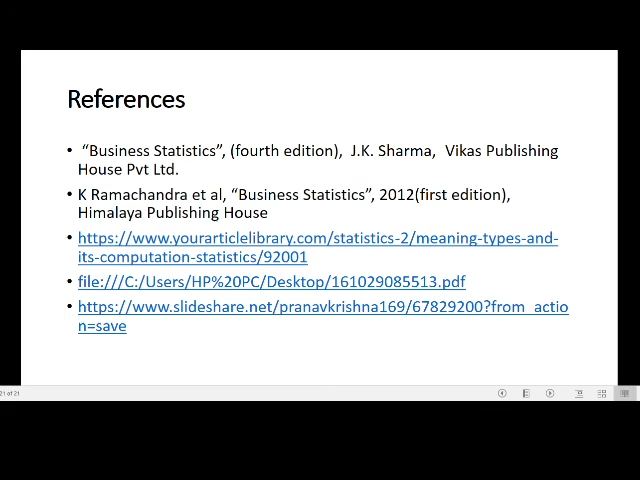 References
• “Business Statistics”, (fourth edition), J.K. Sharma, Vikas Publishing
House Pvt Ltd.
• K Ramachandra et al, “Business Statistics”, 2012(first edition),
Himalaya Publishing House
• https://www.yourarticlelibrary.com/statistics-2/meaning-types-and-
its-computation-statistics/92001
• file:///C:/Users/HP%20PC/Desktop/161029085513.pdf
• https://www.slideshare.net/pranavkrishna169/67829200?from_actio
n=save
21 of 21